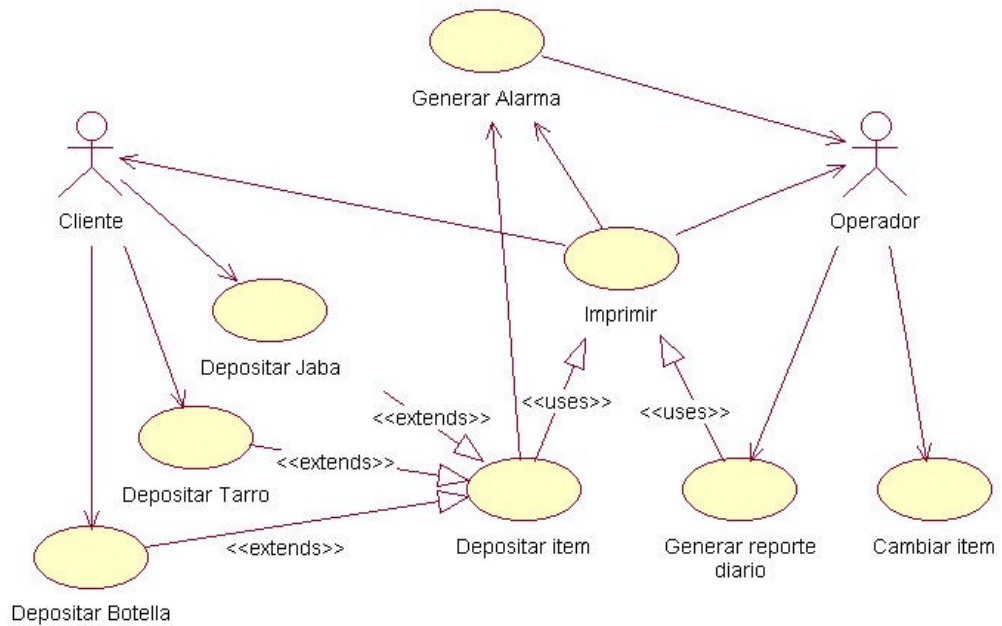 Generar Alarma
Cliente
Operador
Imprimir
Depositar Jaba
<<extends>>
<<uses>>
<<uses>>
<<extends>>
Depositar Tarro
<<extends>>
Depositar item
Generar reporte
diario
Cambiar item
Depositar Botella